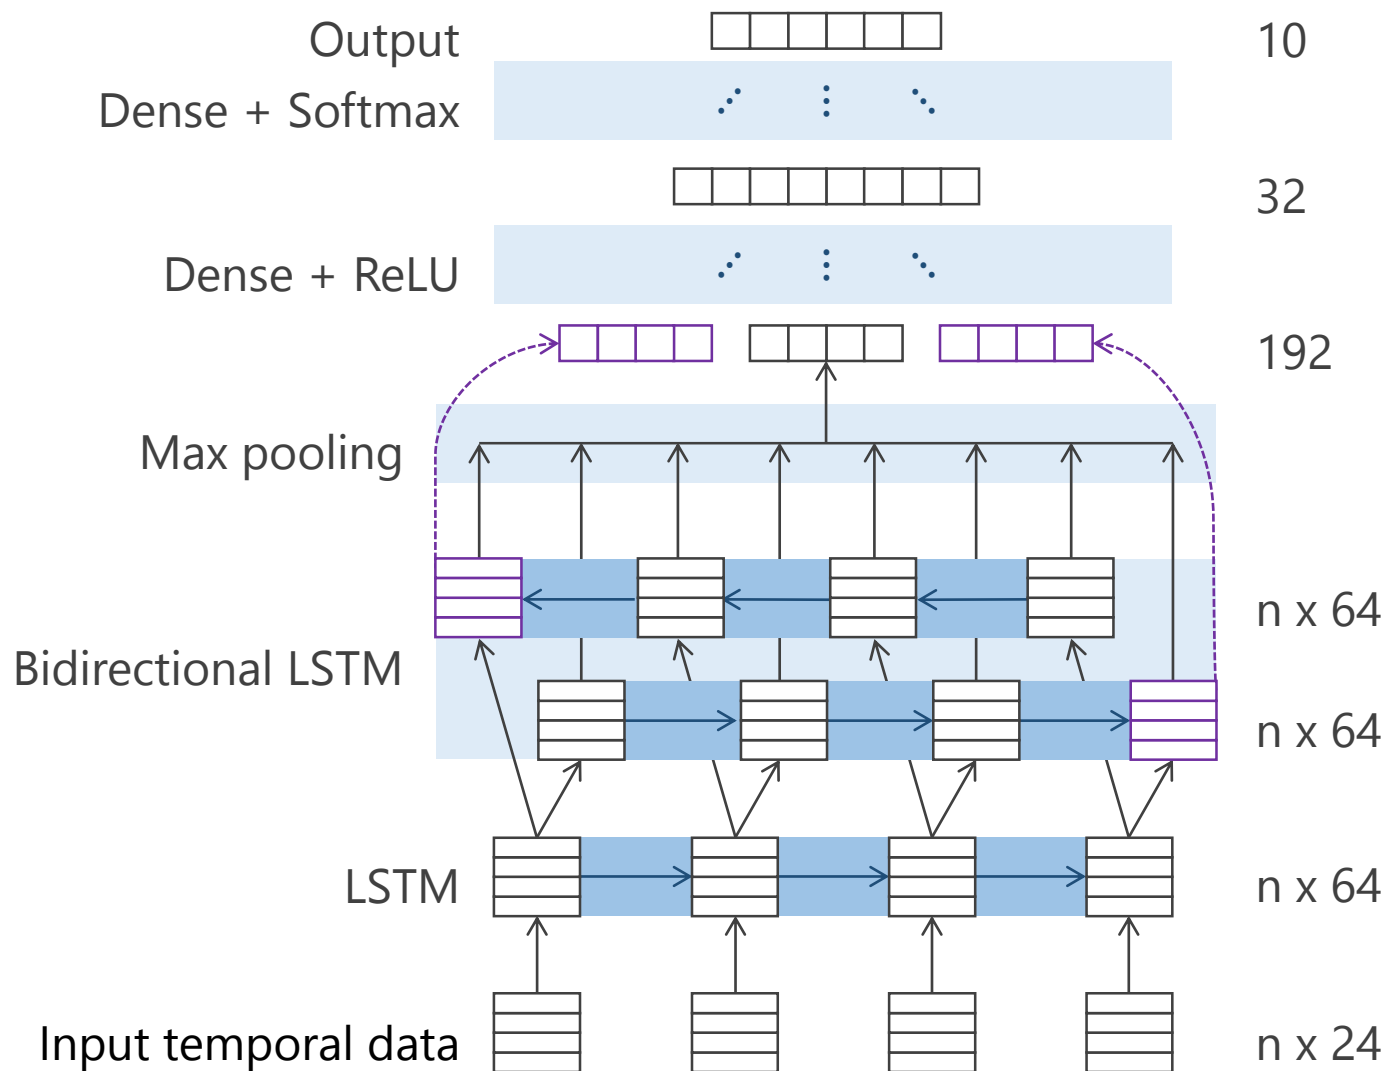 Output 10
Dense + Softmax
32
Dense + ReLU
192
Max pooling
n x 64
Bidirectional LSTM
n x 64
LSTM n x 64
Input temporal data n x 24